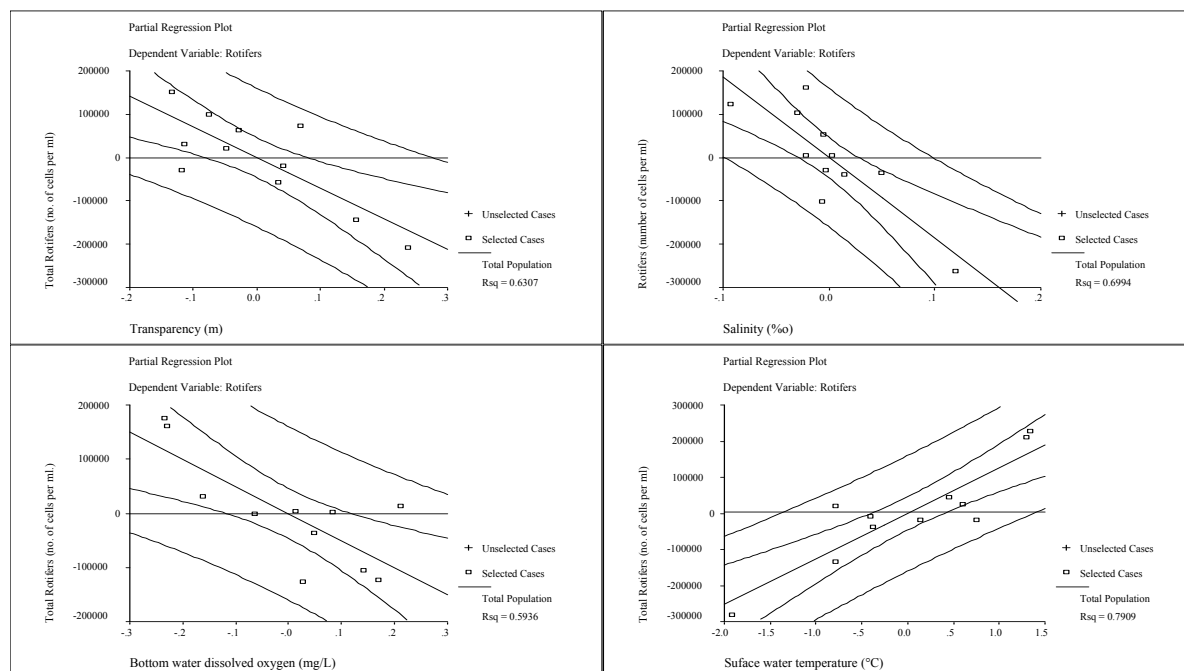 Partial Regression Plot
Dependent Variable: Rotifers
Total Rotifers (no. of cells per ml)
200000
100000
0
-100000
-200000
-300000
-.2
-.1
0.0
.1
.2
.3
Transparency (m)
Unselected Cases
Selected Cases
Total Population
Rsq = 0.6307
Partial Regression Plot
Dependent Variable: Rotifers
Rotifers (number of cells per ml)
200000
100000
0
-100000
-200000
-300000
-.1
0.0
.1
.2
Salinity (‰)
Unselected Cases
Selected Cases
Total Population
Rsq = 0.6994
Partial Regression Plot
Dependent Variable: Rotifers
Total Rotifers (no. of cells per ml.)
200000
100000
0
-100000
-200000
-.3
-.2
-.1
-.0
.1
.2
.3
Bottom water dissolved oxygen (mg/L)
Unselected Cases
Selected Cases
Total Population
Rsq = 0.5936
Partial Regression Plot
Dependent Variable: Rotifers
Total Rotifers (no. of cells per ml)
300000
200000
100000
0
-100000
-200000
-300000
-2.0
-1.5
-1.0
-.5
0.0
.5
1.0
1.5
Suface water temperature (°C)
Unselected Cases
Selected Cases
Total Population
Rsq = 0.7909